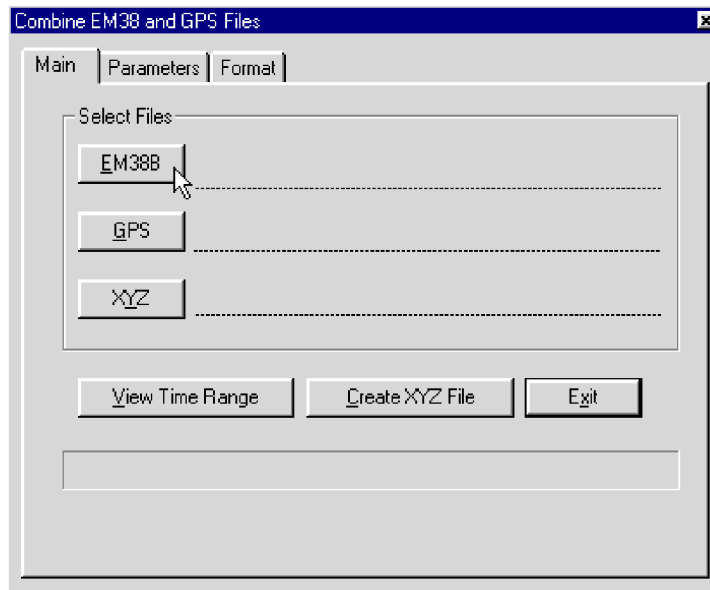 Combine EM38 and GPS Files
Main Parameters Format
Select Files
EM38B
GPS
XYZ
View Time Range Create XYZ File Exit